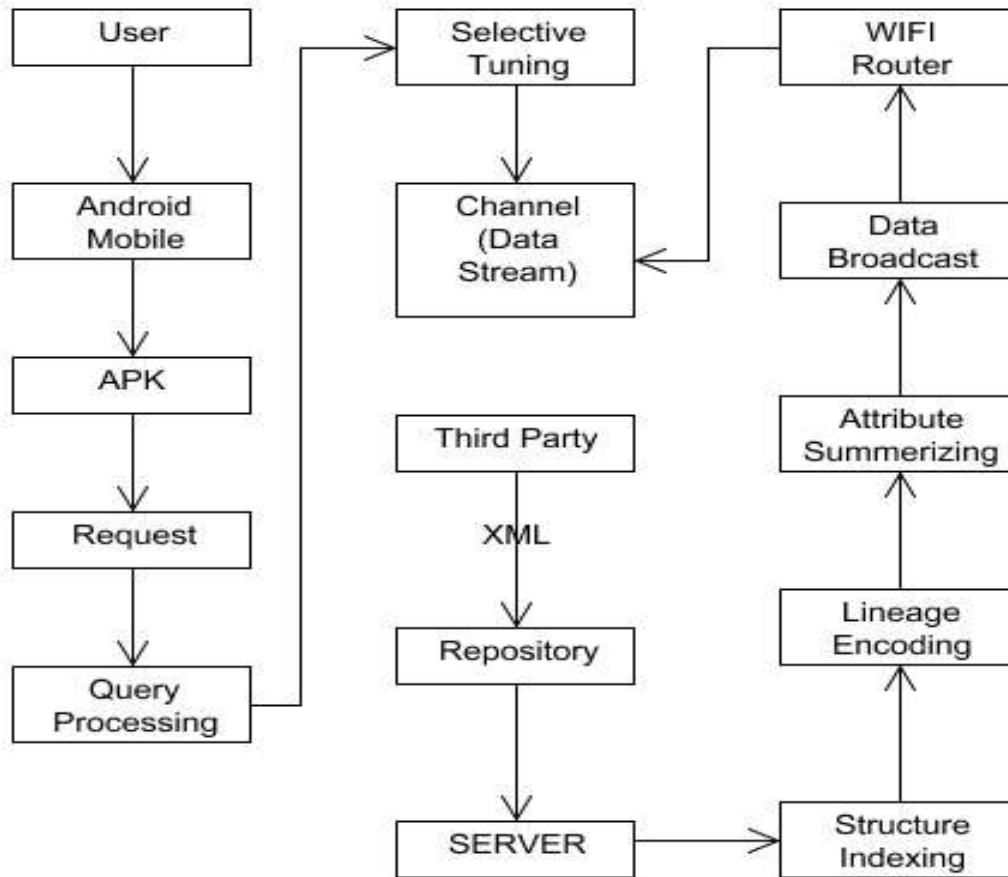 User
Android
Mobile
APK
Request
Query
Processing
Selective
Tuning
Channel
(Data
Stream)
Third Party
XML
Repository
SERVER
WIFI
Router
Data
Broadcast
Attribute
Summerizing
Lineage
Encoding
Structure
Indexing